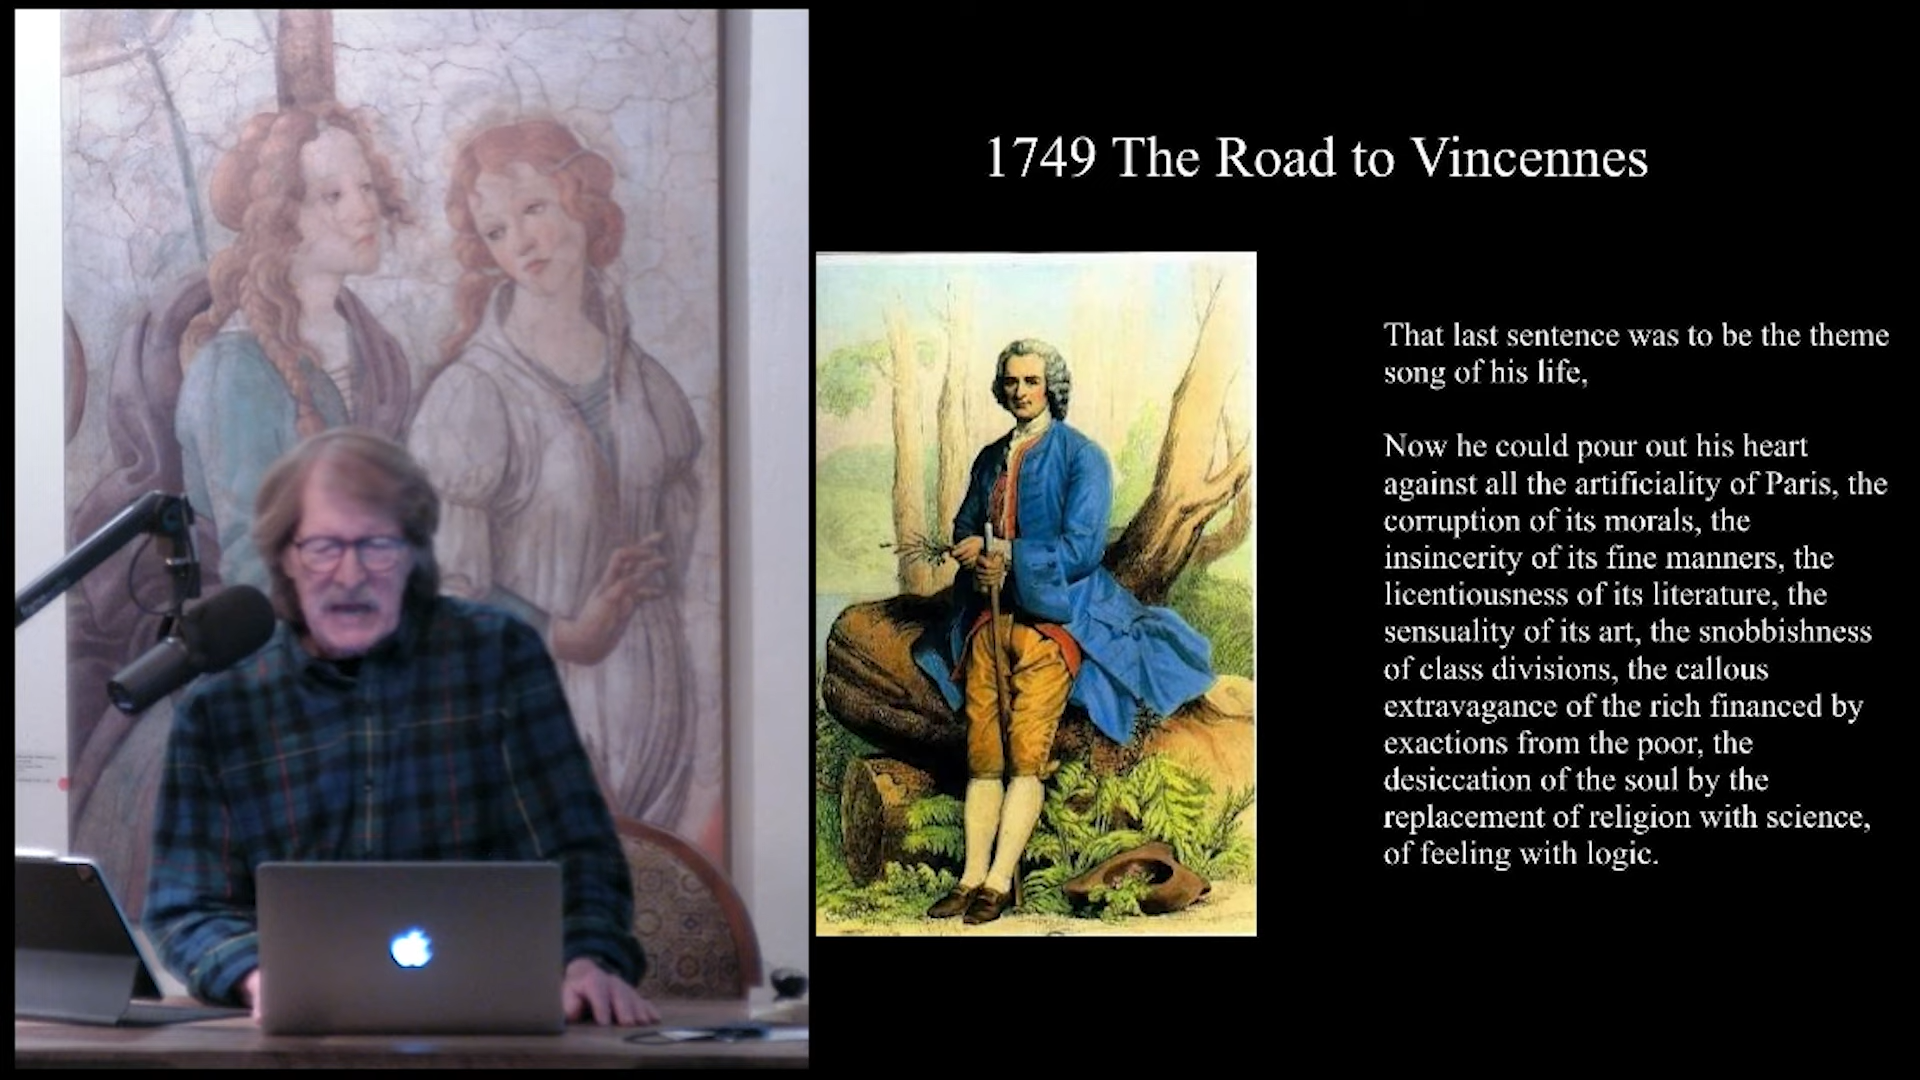 1749 The Road to Vincennes
That last sentence was to be the theme
song of his life,
Now he could pour out his heart
against all the artificiality of Paris, the
corruption of its morals, the
insincerity of its fine manners, the
licentiousness of its literature, the
sensuality of its art, the snobbishness
of class divisions, the callous
extravagance of the rich financed by
exactions from the poor, the
desiccation of the soul by the
replacement of religion with science,
of feeling with logic.